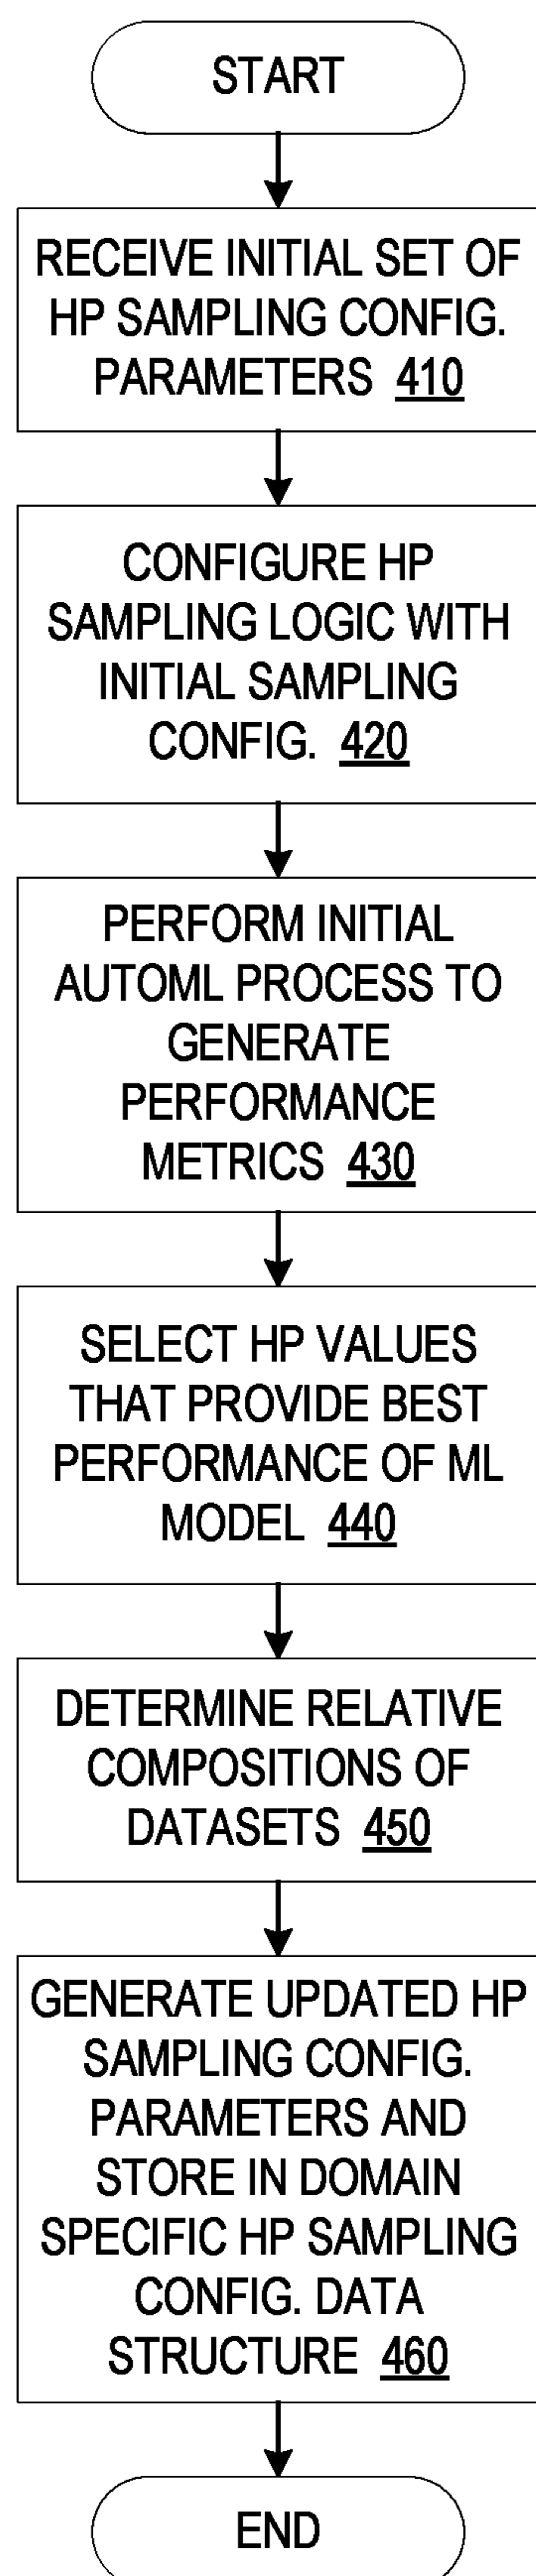 START
RECEIVE INITIAL SET OF
HP SAMPLING CONFIG.
PARAMETERS 410
CONFIGURE HP
SAMPLING LOGIC WITH
INITIAL SAMPLING
CONFIG. 420
PERFORM INITIAL
AUTOML PROCESS TO
GENERATE
PERFORMANCE
METRICS 430
SELECT HP VALUES
THAT PROVIDE BEST
PERFORMANCE OF ML
MODEL 440
DETERMINE RELATIVE
COMPOSITIONS OF
DATASETS 450
GENERATE UPDATED HP
SAMPLING CONFIG.
PARAMETERS AND
STORE IN DOMAIN
SPECIFIC HP SAMPLING
CONFIG. DATA
STRUCTURE 460
END